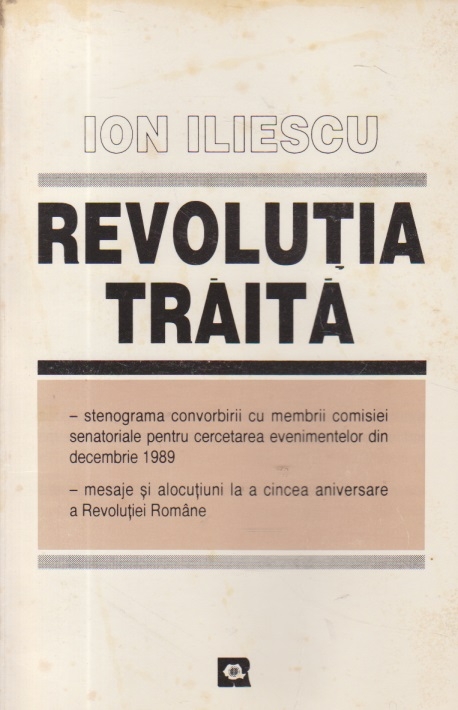 ION ILIESCU
REVOLUȚIA
TRĂITĂ
– stenograma convorbirii cu membrii comisiei
senatoriale pentru cercetarea evenimentelor din
decembrie 1989
– mesaje și alocuțiuni la a cincea aniversare
a Revoluției Române
R